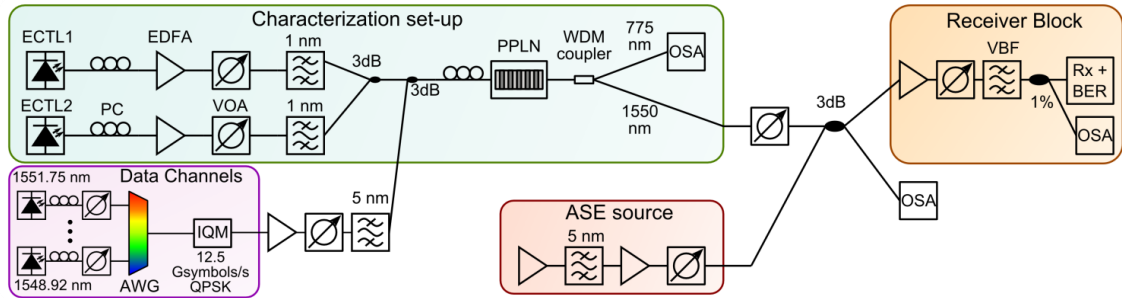 Characterization set-up
ECTL1
EDFA
1 nm
3dB
3dB
PPLN
WDM
coupler
775
nm
OSA
1550
nm
ECTL2
PC
VOA
1 nm
3dB
OSA
Receiver Block
VBF
1%
Rx +
BER
OSA
1551.75 nm
Data Channels
1548.92 nm
AWG
IQM
12.5
Gsymbols/s
QPSK
5 nm
ASE source
5 nm